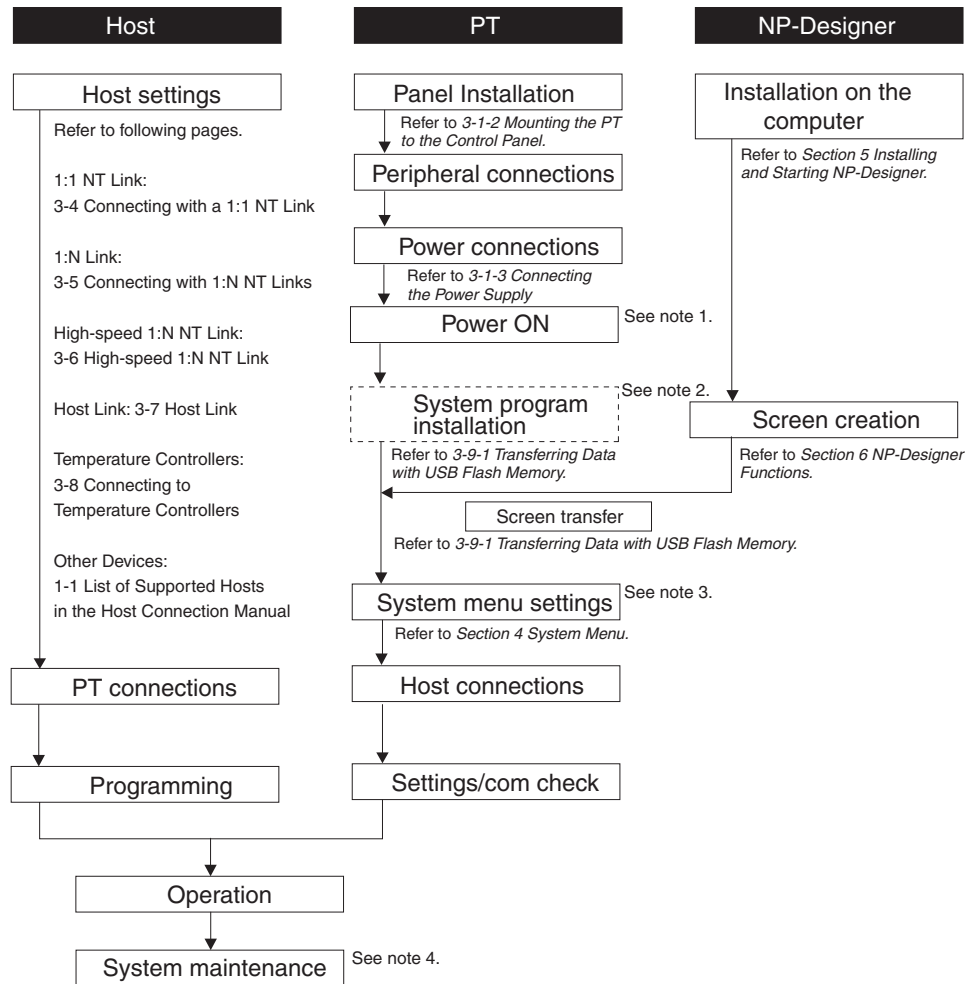 Host
PT
NP-Designer
Host settings
Refer to following pages.
1:1 NT Link:
3-4 Connecting with a 1:1 NT Link
1:N Link:
3-5 Connecting with 1:N NT Links
High-speed 1:N NT Link:
3-6 High-speed 1:N NT Link
Host Link: 3-7 Host Link
Temperature Controllers:
3-8 Connecting to
Temperature Controllers
Other Devices:
1-1 List of Supported Hosts
in the Host Connection Manual
PT connections
Programming
Panel Installation
Refer to 3-1-2 Mounting the PT
to the Control Panel.
Peripheral connections
Power connections
Refer to 3-1-3 Connecting
the Power Supply
Power ON
See note 1.
System program
installation
See note 2.
Refer to 3-9-1 Transferring Data
with USB Flash Memory.
Installation on the
computer
Refer to Section 5 Installing
and Starting NP-Designer.
Screen creation
Refer to Section 6 NP-Designer
Functions.
Screen transfer
Refer to 3-9-1 Transferring Data with USB Flash Memory.
System menu settings
See note 3.
Refer to Section 4 System Menu.
Host connections
Settings/com check
Operation
System maintenance
See note 4.